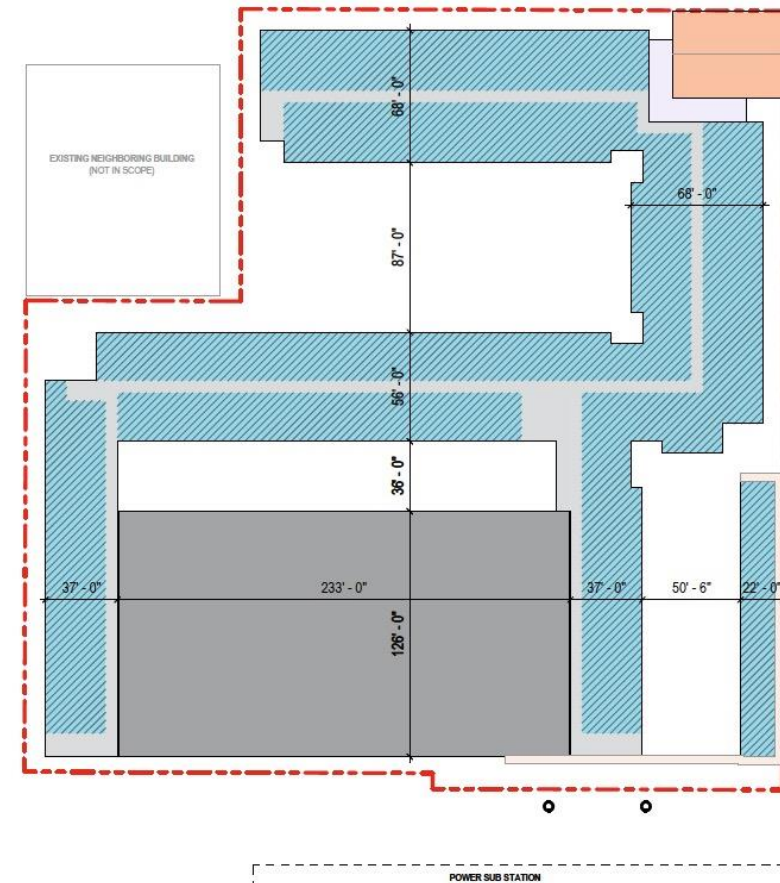 68' - 0"
EXISTING NEIGHBORING BUILDING
(NOT IN SCOPE)
68' - 0"
87' - 0"
56' - 0"
36' - 0"
37' - 0"
233' - 0"
37' - 0"
50' - 6"
22' - 0"
126' - 0"
POWER SUB STATION